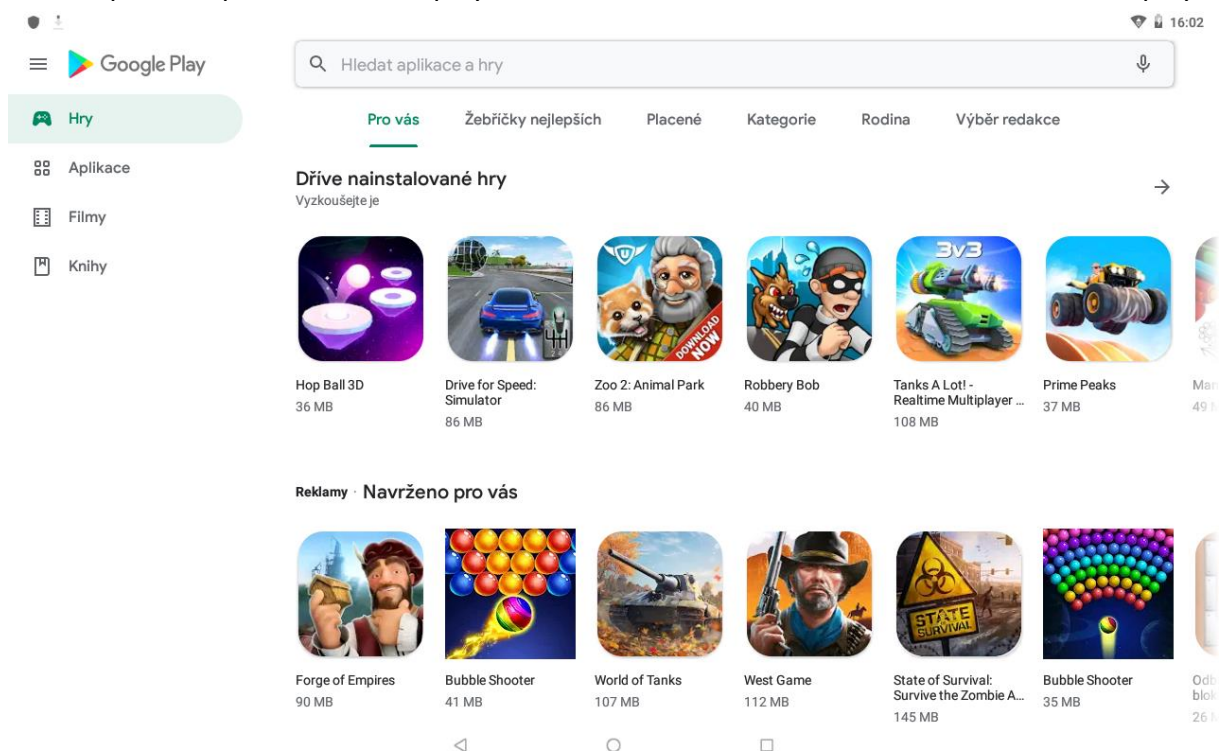 16:02
Google Play
Hledat aplikace a hry
Hry
Aplikace
Filmy
Knihy
Pro vás
Žebříčky nejlepších
Placené
Kategorie
Rodina
Výběr redakce
Dříve nainstalované hry
Vyzkoušejte je
DOWNLOAD
NOW
3v3
Hop Ball 3D
36 MB
Drive for Speed:
Simulator
86 MB
Zoo 2: Animal Park
86 MB
Robbery Bob
40 MB
Tanks A Lot! -
Realtime Multiplayer ...
108 MB
Prime Peaks
37 MB
Reklamy · Navrženo pro vás
STATE
SURVIVAL
Forge of Empires
90 MB
Bubble Shooter
41 MB
World of Tanks
107 MB
West Game
112 MB
State of Survival:
Survive the Zombie A...
145 MB
Bubble Shooter
35 MB